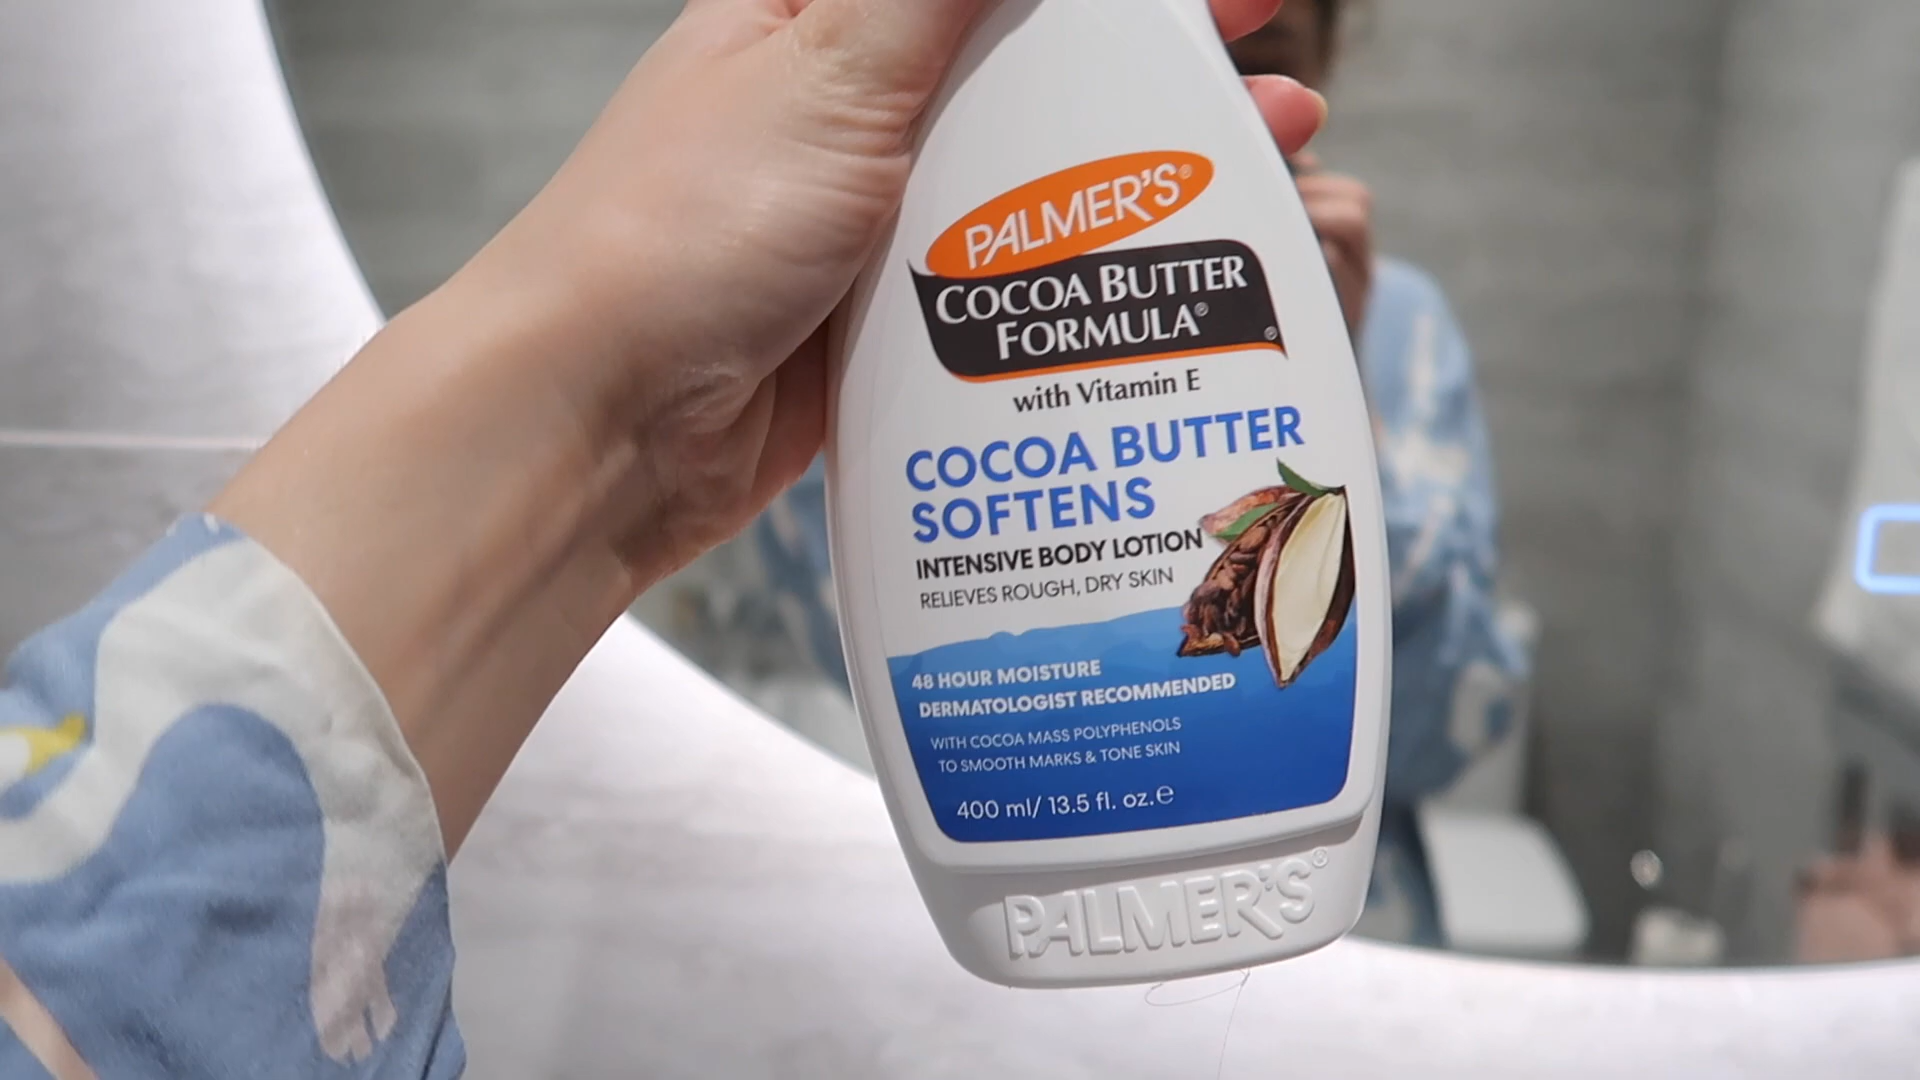 PALMER'S®
COCOA BUTTER
FORMULA®
®
with Vitamin E
COCOA BUTTER
SOFTENS
INTENSIVE BODY LOTION
RELIEVES ROUGH, DRY SKIN
48 HOUR MOISTURE
DERMATOLOGIST RECOMMENDED
WITH COCOA MASS POLYPHENOLS
TO SMOOTH MARKS & TONE SKIN
400 ml/ 13.5 fl. oz.℮
PALMER'S®